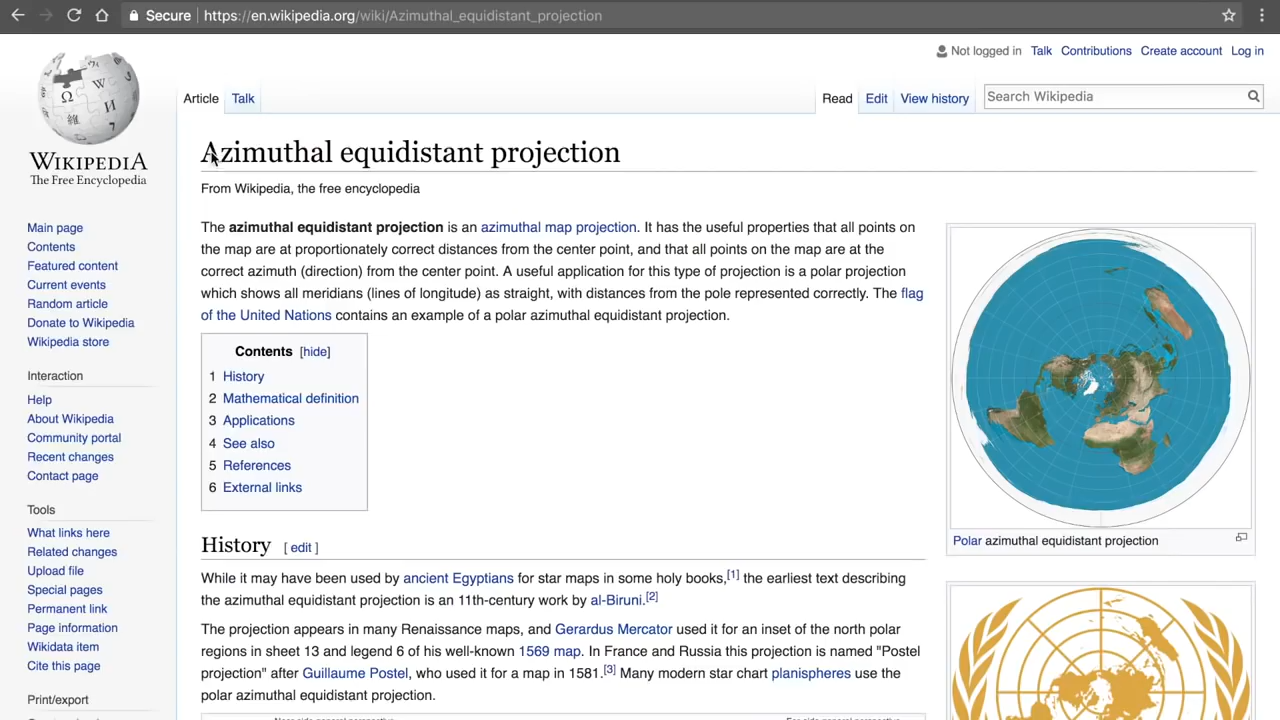 Secure
https://en.wikipedia.org/wiki/Azimuthal_equidistant_projection
Not logged in Talk Contributions Create account Log in
Article Talk Read Edit View history Search Wikipedia
WIKIPEDIA
The Free Encyclopedia
Main page
Contents
Featured content
Current events
Random article
Donate to Wikipedia
Wikipedia store
Interaction
Help
About Wikipedia
Community portal
Recent changes
Contact page
Tools
What links here
Related changes
Upload file
Special pages
Permanent link
Page information
Wikidata item
Cite this page
Print/export
Azimuthal equidistant projection
From Wikipedia, the free encyclopedia
The azimuthal equidistant projection is an azimuthal map projection. It has the useful properties that all points on
the map are at proportionately correct distances from the center point, and that all points on the map are at the
correct azimuth (direction) from the center point. A useful application for this type of projection is a polar projection
which shows all meridians (lines of longitude) as straight, with distances from the pole represented correctly. The flag
of the United Nations contains an example of a polar azimuthal equidistant projection.
Contents [hide]
1 History
2 Mathematical definition
3 Applications
4 See also
5 References
6 External links
History [ edit ]
While it may have been used by ancient Egyptians for star maps in some holy books,[1] the earliest text describing
the azimuthal equidistant projection is an 11th-century work by al-Biruni.[2]
The projection appears in many Renaissance maps, and Gerardus Mercator used it for an inset of the north polar
regions in sheet 13 and legend 6 of his well-known 1569 map. In France and Russia this projection is named "Postel
projection" after Guillaume Postel, who used it for a map in 1581.[3] Many modern star chart planispheres use the
polar azimuthal equidistant projection.
Polar azimuthal equidistant projection